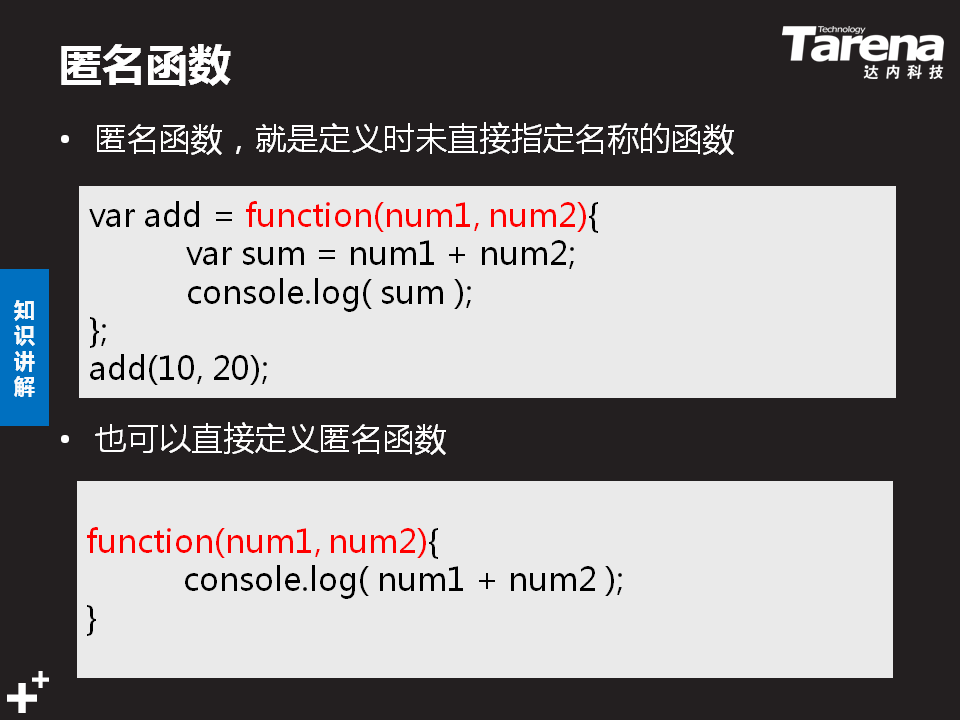 匿名函数
Technology
Tarena
达内科技
• 匿名函数，就是定义时未直接指定名称的函数
var add = function(num1, num2){
var sum = num1 + num2;
console.log( sum );
};
add(10, 20);
知识讲解
• 也可以直接定义匿名函数
function(num1, num2){
console.log( num1 + num2 );
}